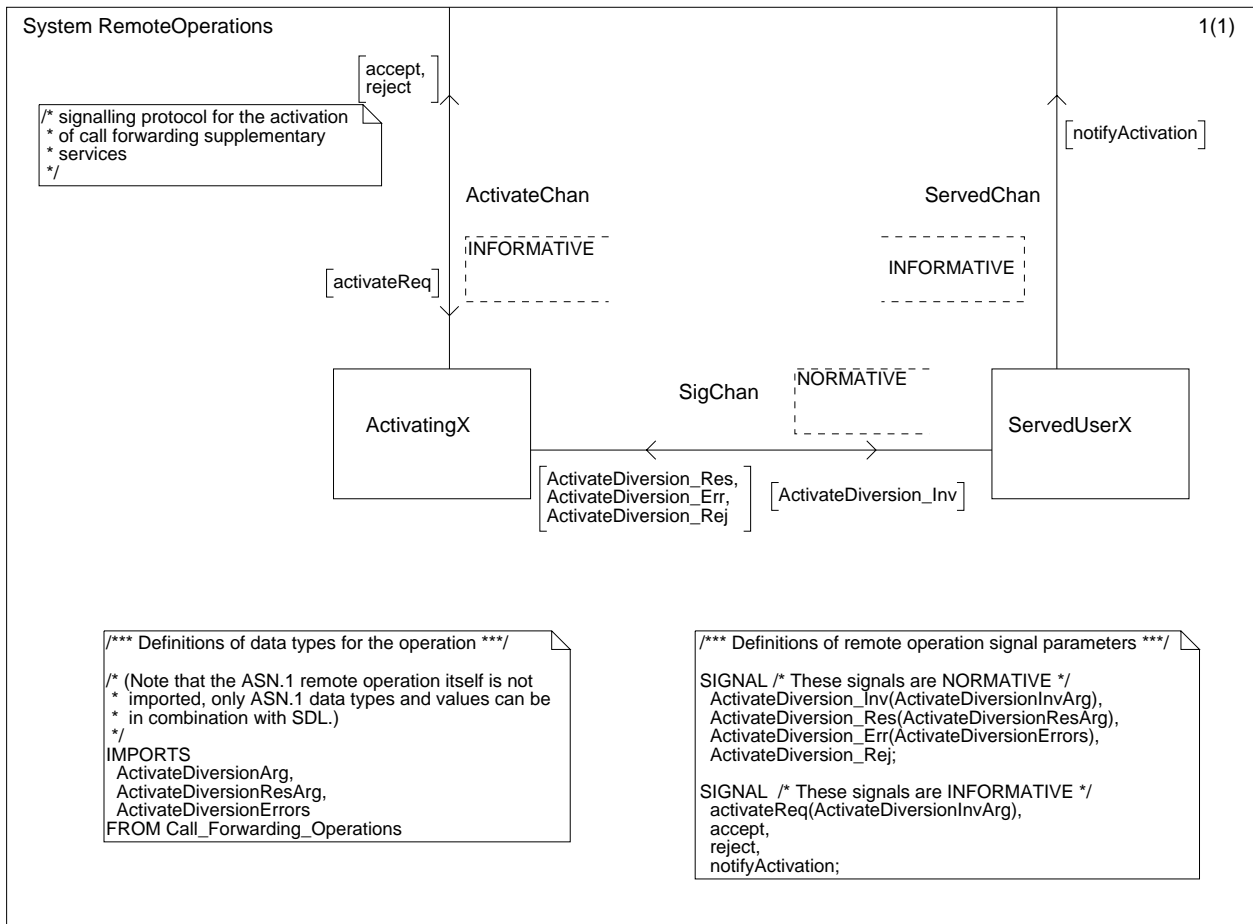 System RemoteOperations
1(1)
accept,
reject
/* signalling protocol for the activation
* of call forwarding supplementary
* services
*/
[notifyActivation]
ActivateChan
ServedChan
INFORMATIVE
INFORMATIVE
[activateReq]
ActivatingX
SigChan
NORMATIVE
ServedUserX
ActivateDiversion_Res,
ActivateDiversion_Err,
ActivateDiversion_Rej
[ActivateDiversion_Inv]
/*** Definitions of data types for the operation ***/
/* (Note that the ASN.1 remote operation itself is not
* imported, only ASN.1 data types and values can be
* in combination with SDL.)
*/
IMPORTS
ActivateDiversionArg,
ActivateDiversionResArg,
ActivateDiversionErrors
FROM Call_Forwarding_Operations
/*** Definitions of remote operation signal parameters ***/
SIGNAL /* These signals are NORMATIVE */
ActivateDiversion_Inv(ActivateDiversionInvArg),
ActivateDiversion_Res(ActivateDiversionResArg),
ActivateDiversion_Err(ActivateDiversionErrors),
ActivateDiversion_Rej;
SIGNAL /* These signals are INFORMATIVE */
activateReq(ActivateDiversionInvArg),
accept,
reject,
notifyActivation;